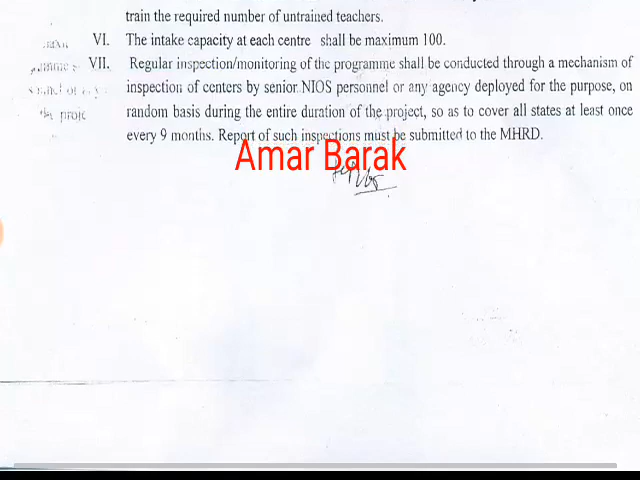 train the required number of untrained teachers.
VI. The intake capacity at each centre shall be maximum 100.
VII. Regular inspection/monitoring of the programme shall be conducted through a mechanism of
inspection of centers by senior NIOS personnel or any agency deployed for the purpose, on
random basis during the entire duration of the project, so as to cover all states at least once
every 9 months. Report of such inspections must be submitted to the MHRD.
Amar Barak